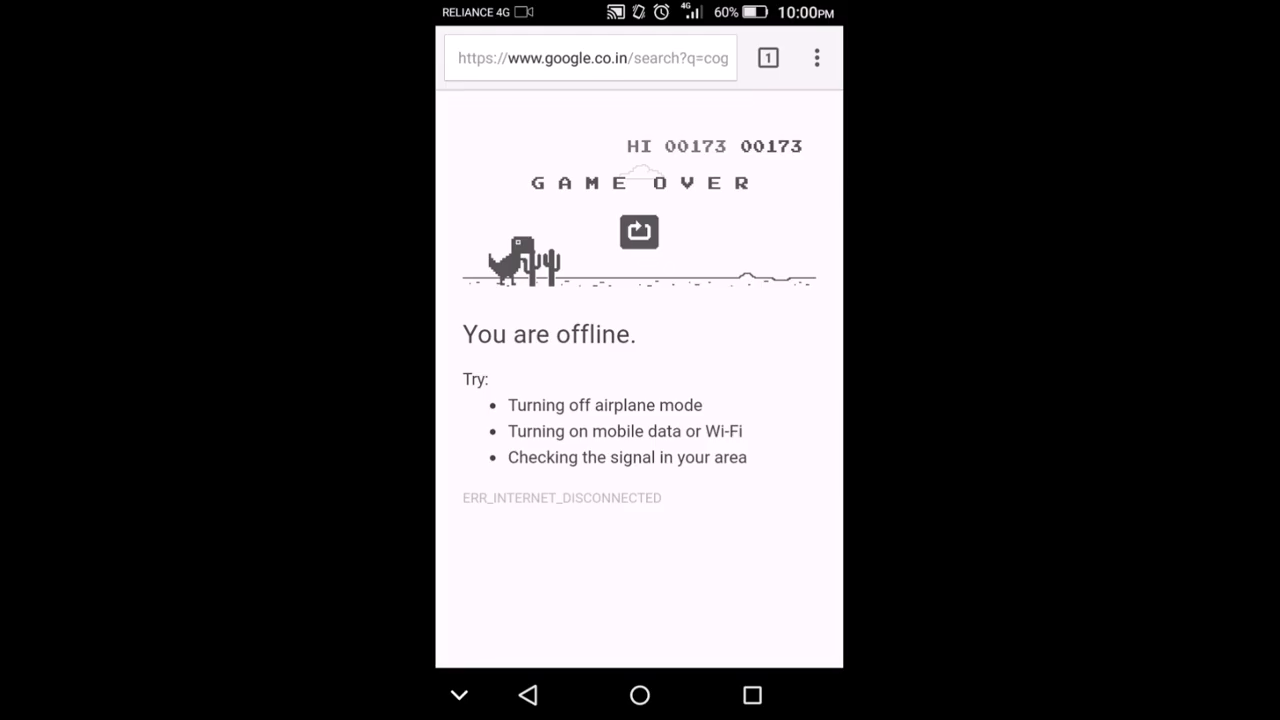 RELIANCE 4G 4G 60% 10:00PM
https://www.google.co.in/search?q=cog 1
HI 00173 00173
GAME OVER
You are offline.
Try:
• Turning off airplane mode
• Turning on mobile data or Wi-Fi
• Checking the signal in your area
ERR_INTERNET_DISCONNECTED